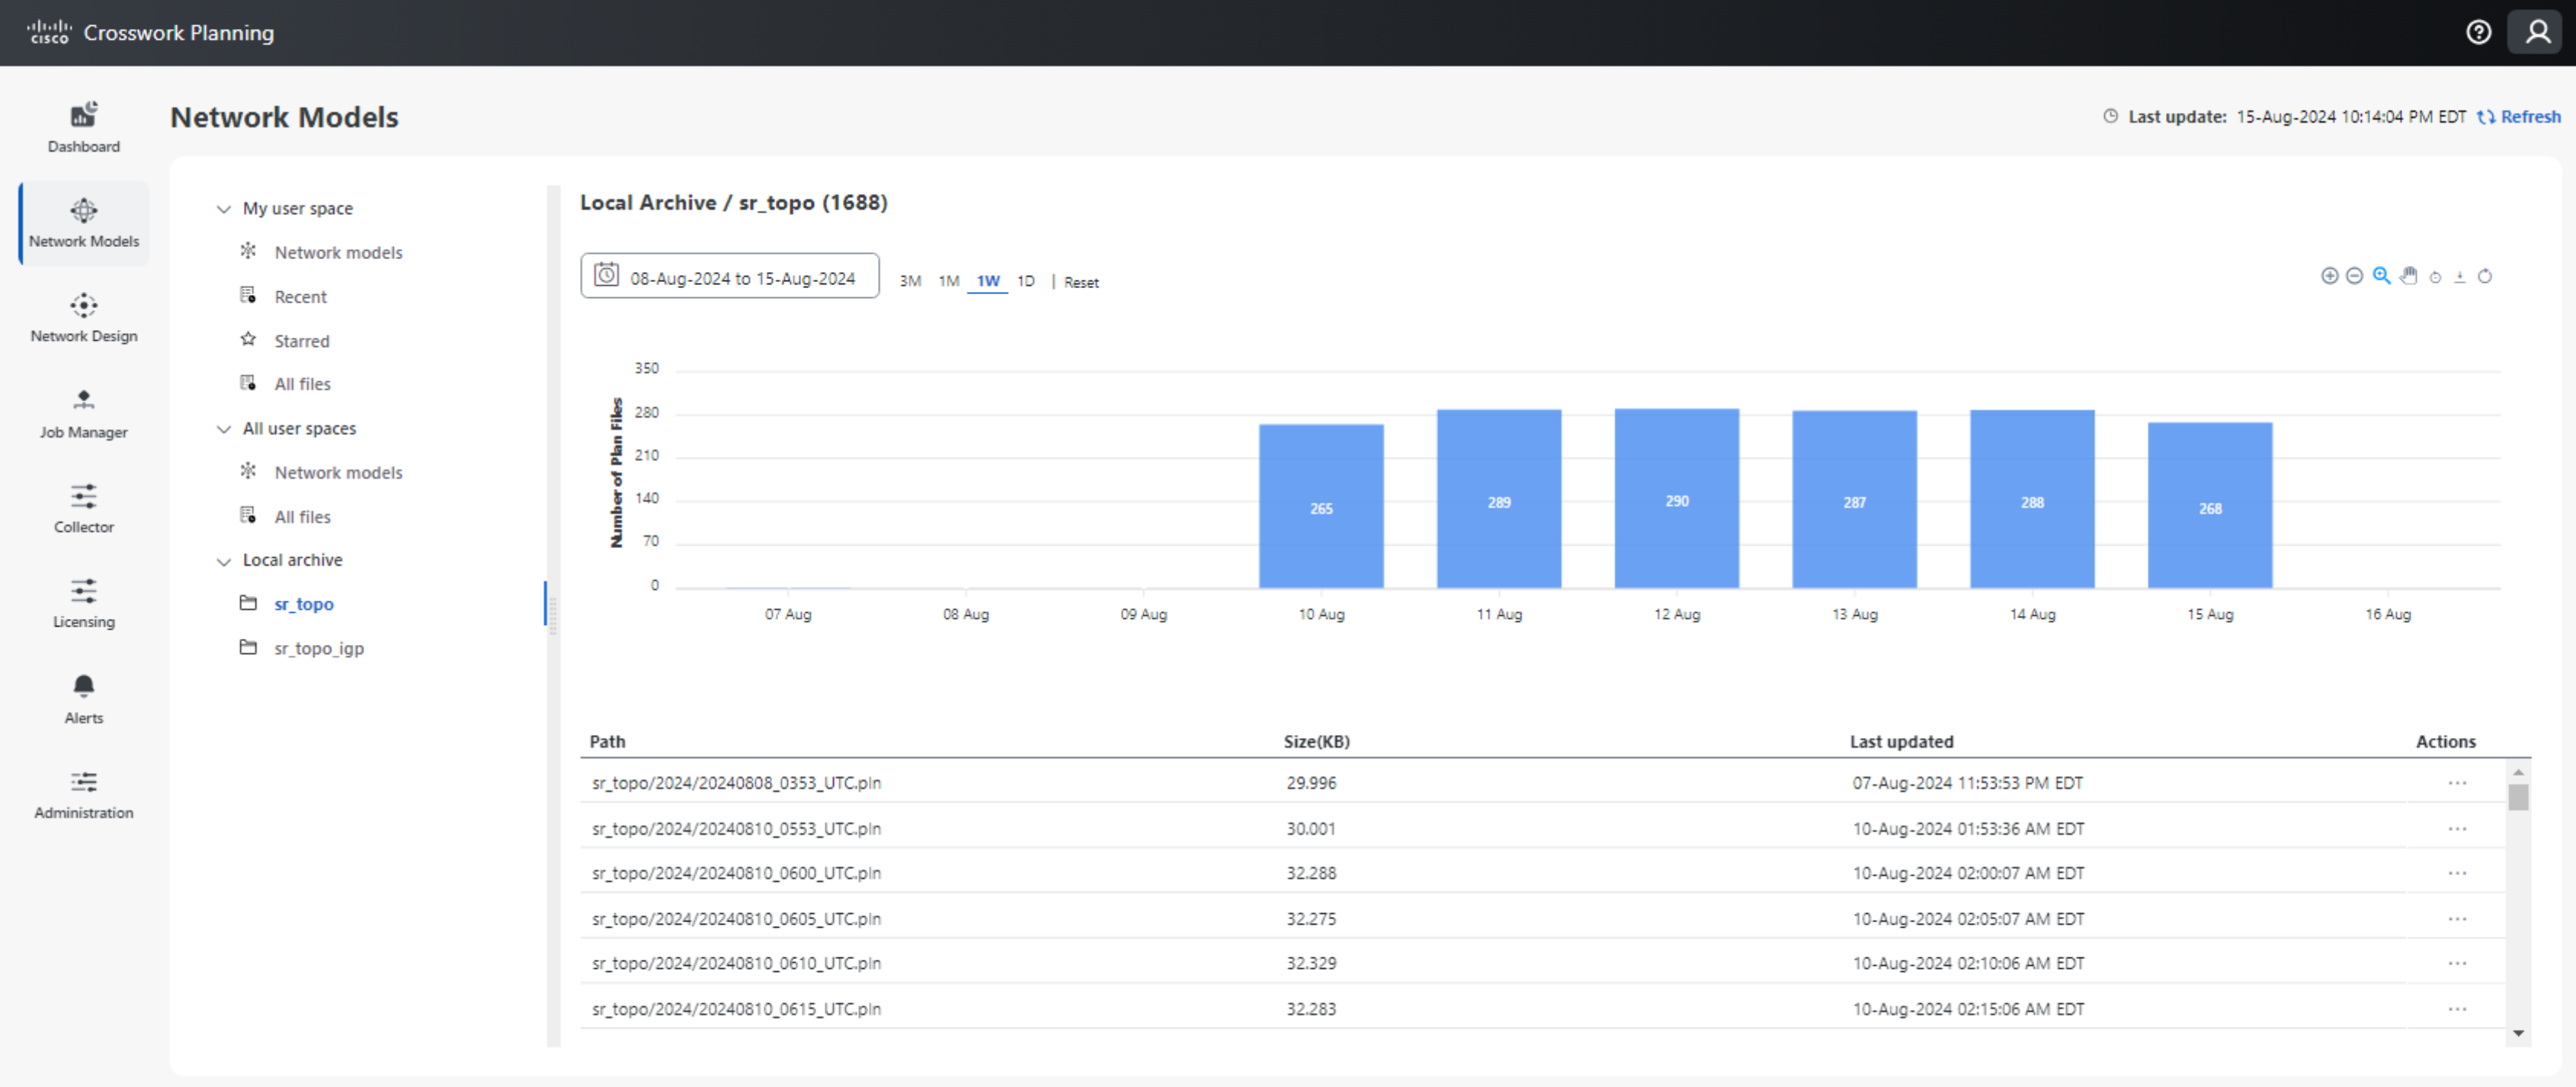 cisco Crosswork Planning
Network Models
Last update: 15-Aug-2024 10:14:04 PM EDT Refresh
Dashboard
Network Models
Network Design
Job Manager
Collector
Licensing
Alerts
Administration
My user space
Network models
Recent
Starred
All files
All user spaces
Network models
All files
Local archive
sr_topo
sr_topo_igp
Local Archive / sr_topo (1688)
08-Aug-2024 to 15-Aug-2024 3M 1M 1W 1D | Reset
Number of Plan Files
350
280
210
140
70
0
265 289 290 287 288 268
07 Aug 08 Aug 09 Aug 10 Aug 11 Aug 12 Aug 13 Aug 14 Aug 15 Aug 16 Aug
Path Size(KB) Last updated Actions
sr_topo/2024/20240808_0353_UTC.pln 29.996 07-Aug-2024 11:53:53 PM EDT ...
sr_topo/2024/20240810_0553_UTC.pln 30.001 10-Aug-2024 01:53:36 AM EDT ...
sr_topo/2024/20240810_0600_UTC.pln 32.288 10-Aug-2024 02:00:07 AM EDT ...
sr_topo/2024/20240810_0605_UTC.pln 32.275 10-Aug-2024 02:05:07 AM EDT ...
sr_topo/2024/20240810_0610_UTC.pln 32.329 10-Aug-2024 02:10:06 AM EDT ...
sr_topo/2024/20240810_0615_UTC.pln 32.283 10-Aug-2024 02:15:06 AM EDT ...